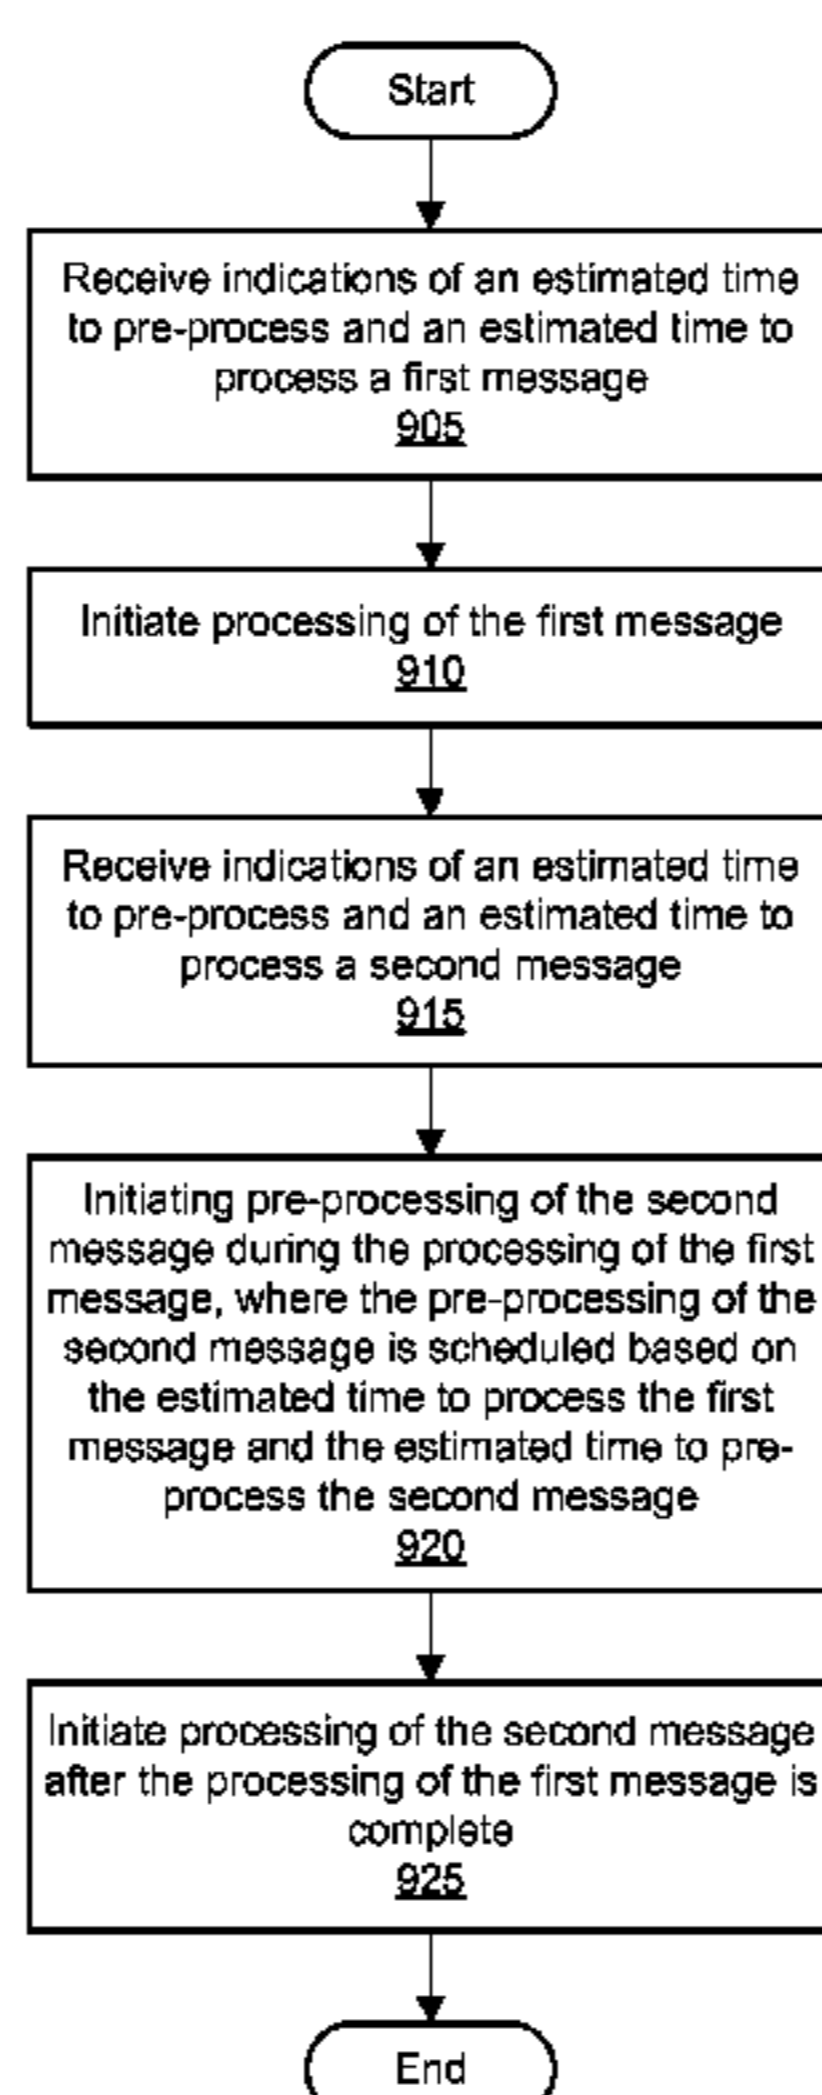 Start
Receive indications of an estimated time
to pre-process and an estimated time to
process a first message
905
Initiate processing of the first message
910
Receive indications of an estimated time
to pre-process and an estimated time to
process a second message
915
Initiating pre-processing of the second
message during the processing of the first
message, where the pre-processing of the
second message is scheduled based on
the estimated time to process the first
message and the estimated time to pre-
process the second message
920
Initiate processing of the second message
after the processing of the first message is
complete
925
End